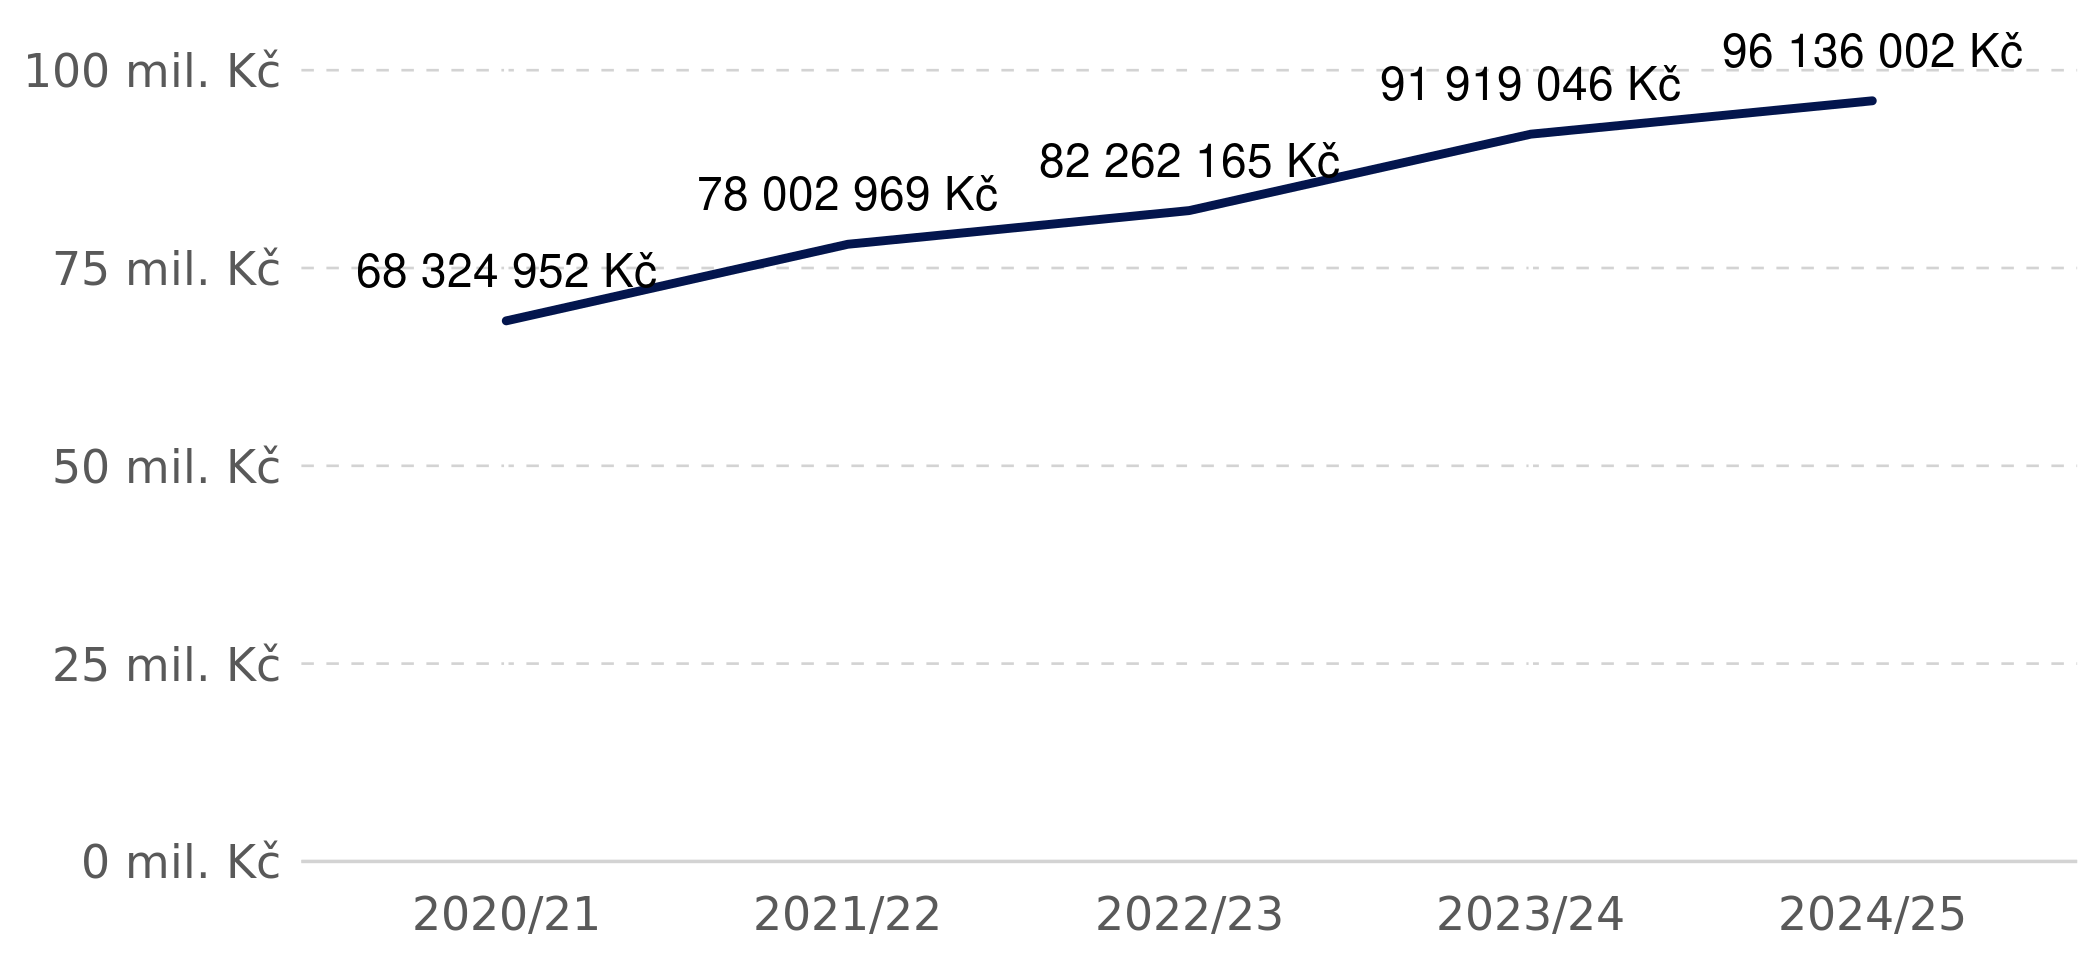 96 136 002 Kč
100 mil. Kč
91 919 046 Kč
82 262 165 Kč
78 002 969 Kč
75 mil. Kč
68 324 952 Kč
50 mil. Kč
25 mil. Kč
0 mil. Kč
2020/21 2021/22 2022/23 2023/24 2024/25